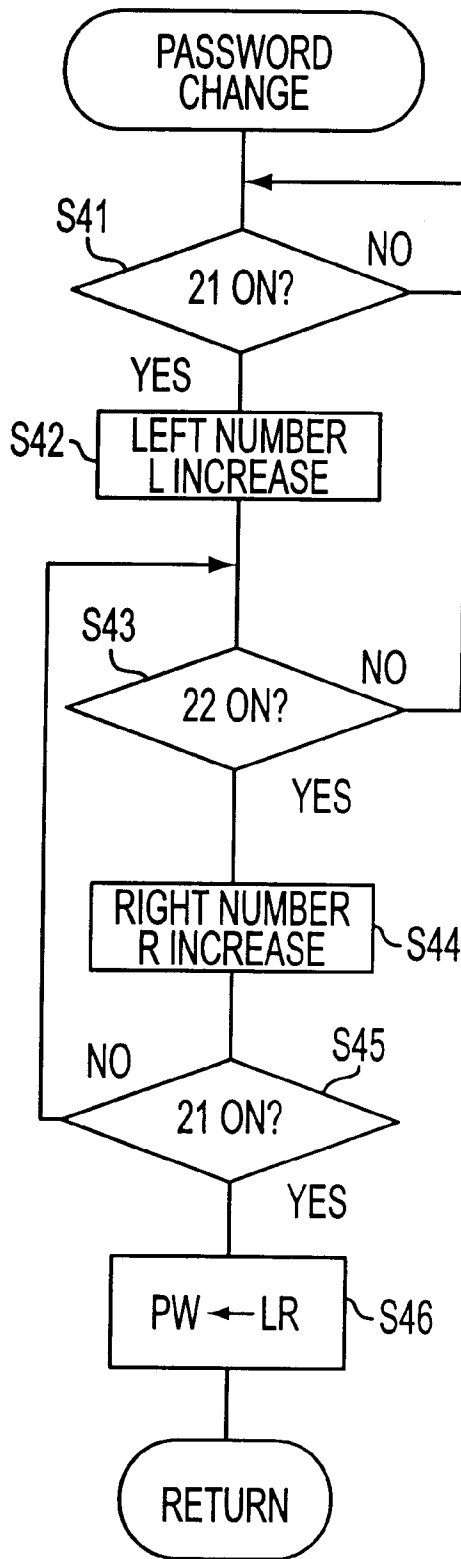 PASSWORD
CHANGE
S41
21 ON?
NO
YES
S42
LEFT NUMBER
L INCREASE
S43
22 ON?
NO
YES
RIGHT NUMBER
R INCREASE
S44
NO
S45
21 ON?
YES
PW ← LR
S46
RETURN